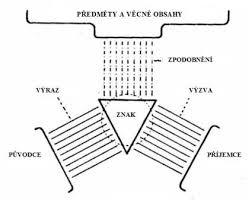 PŘEDMĚTY A VĚCNÉ OBSAHY
ZPODOBNĚNÍ
VÝRAZ
VÝZVA
ZNAK
PŮVODCE
PŘÍJEMCE